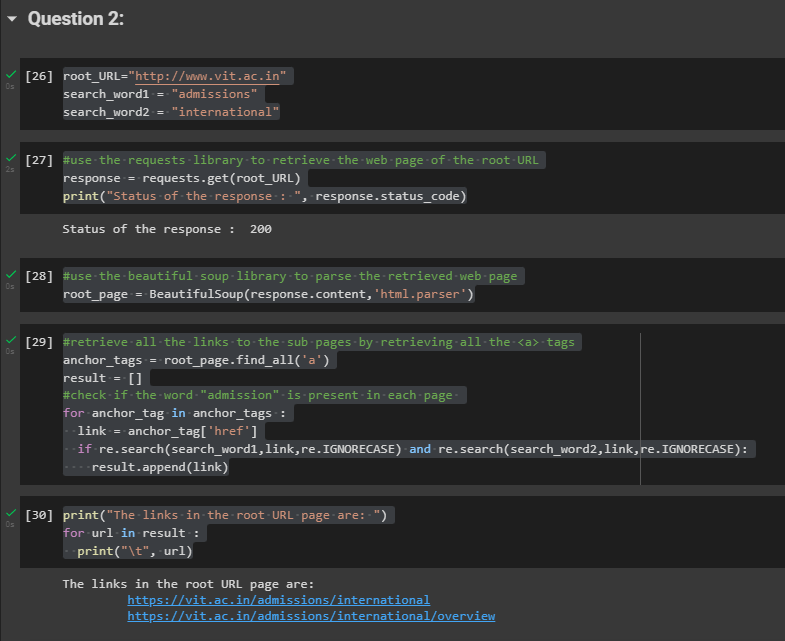 Question 2:
[26] root_URL="http://www.vit.ac.in"
search_word1 = "admissions"
search_word2 = "international"
0s
[27] #use the requests library to retrieve the web page of the root URL
response = requests.get(root_URL)
2s
print("Status of the response : ", response.status_code)
Status of the response :  200
[28] #use the beautiful soup library to parse the retrieved web page
0s
root_page = BeautifulSoup(response.content,'html.parser')
[29] #retrieve all the links to the sub pages by retrieving all the <a> tags
0s
anchor_tags = root_page.find_all('a')
result = []
#check if the word "admission" is present in each page
for anchor_tag in anchor_tags :
  link = anchor_tag['href']
  if re.search(search_word1,link,re.IGNORECASE) and re.search(search_word2,link,re.IGNORECASE):
    result.append(link)
[30] print("The links in the root URL page are: ")
0s
for url in result :
  print("\t", url)
The links in the root URL page are:
https://vit.ac.in/admissions/international
https://vit.ac.in/admissions/international/overview